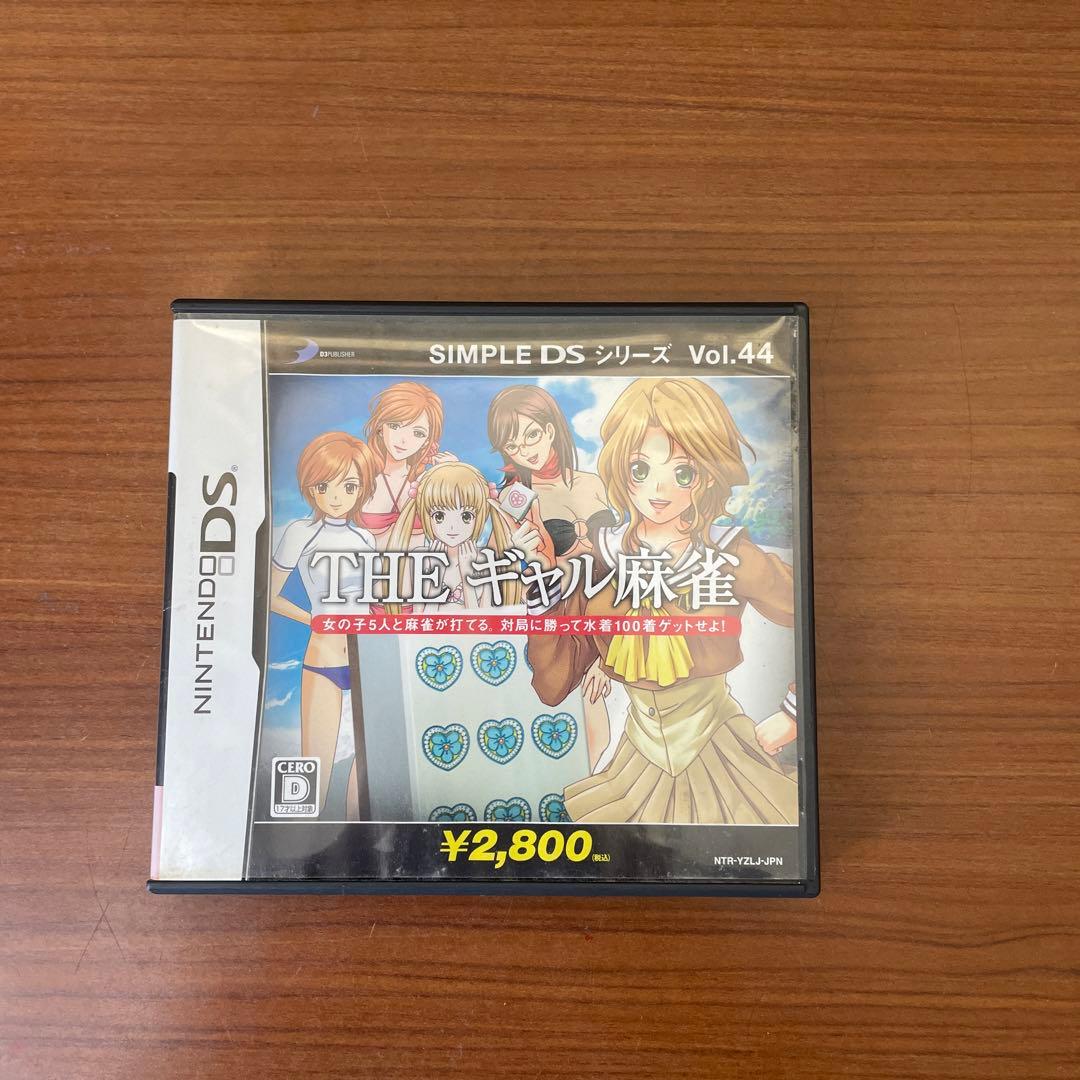 D3PUBLISHER
SIMPLE DS シリーズ Vol.44
NINTENDO DS®
THE ギャル麻雀
女の子5人と麻雀が打てる。対局に勝って水着100着ゲットせよ!
CERO
D
17才以上対象
¥2,800(税込)
NTR-YZLJ-JPN